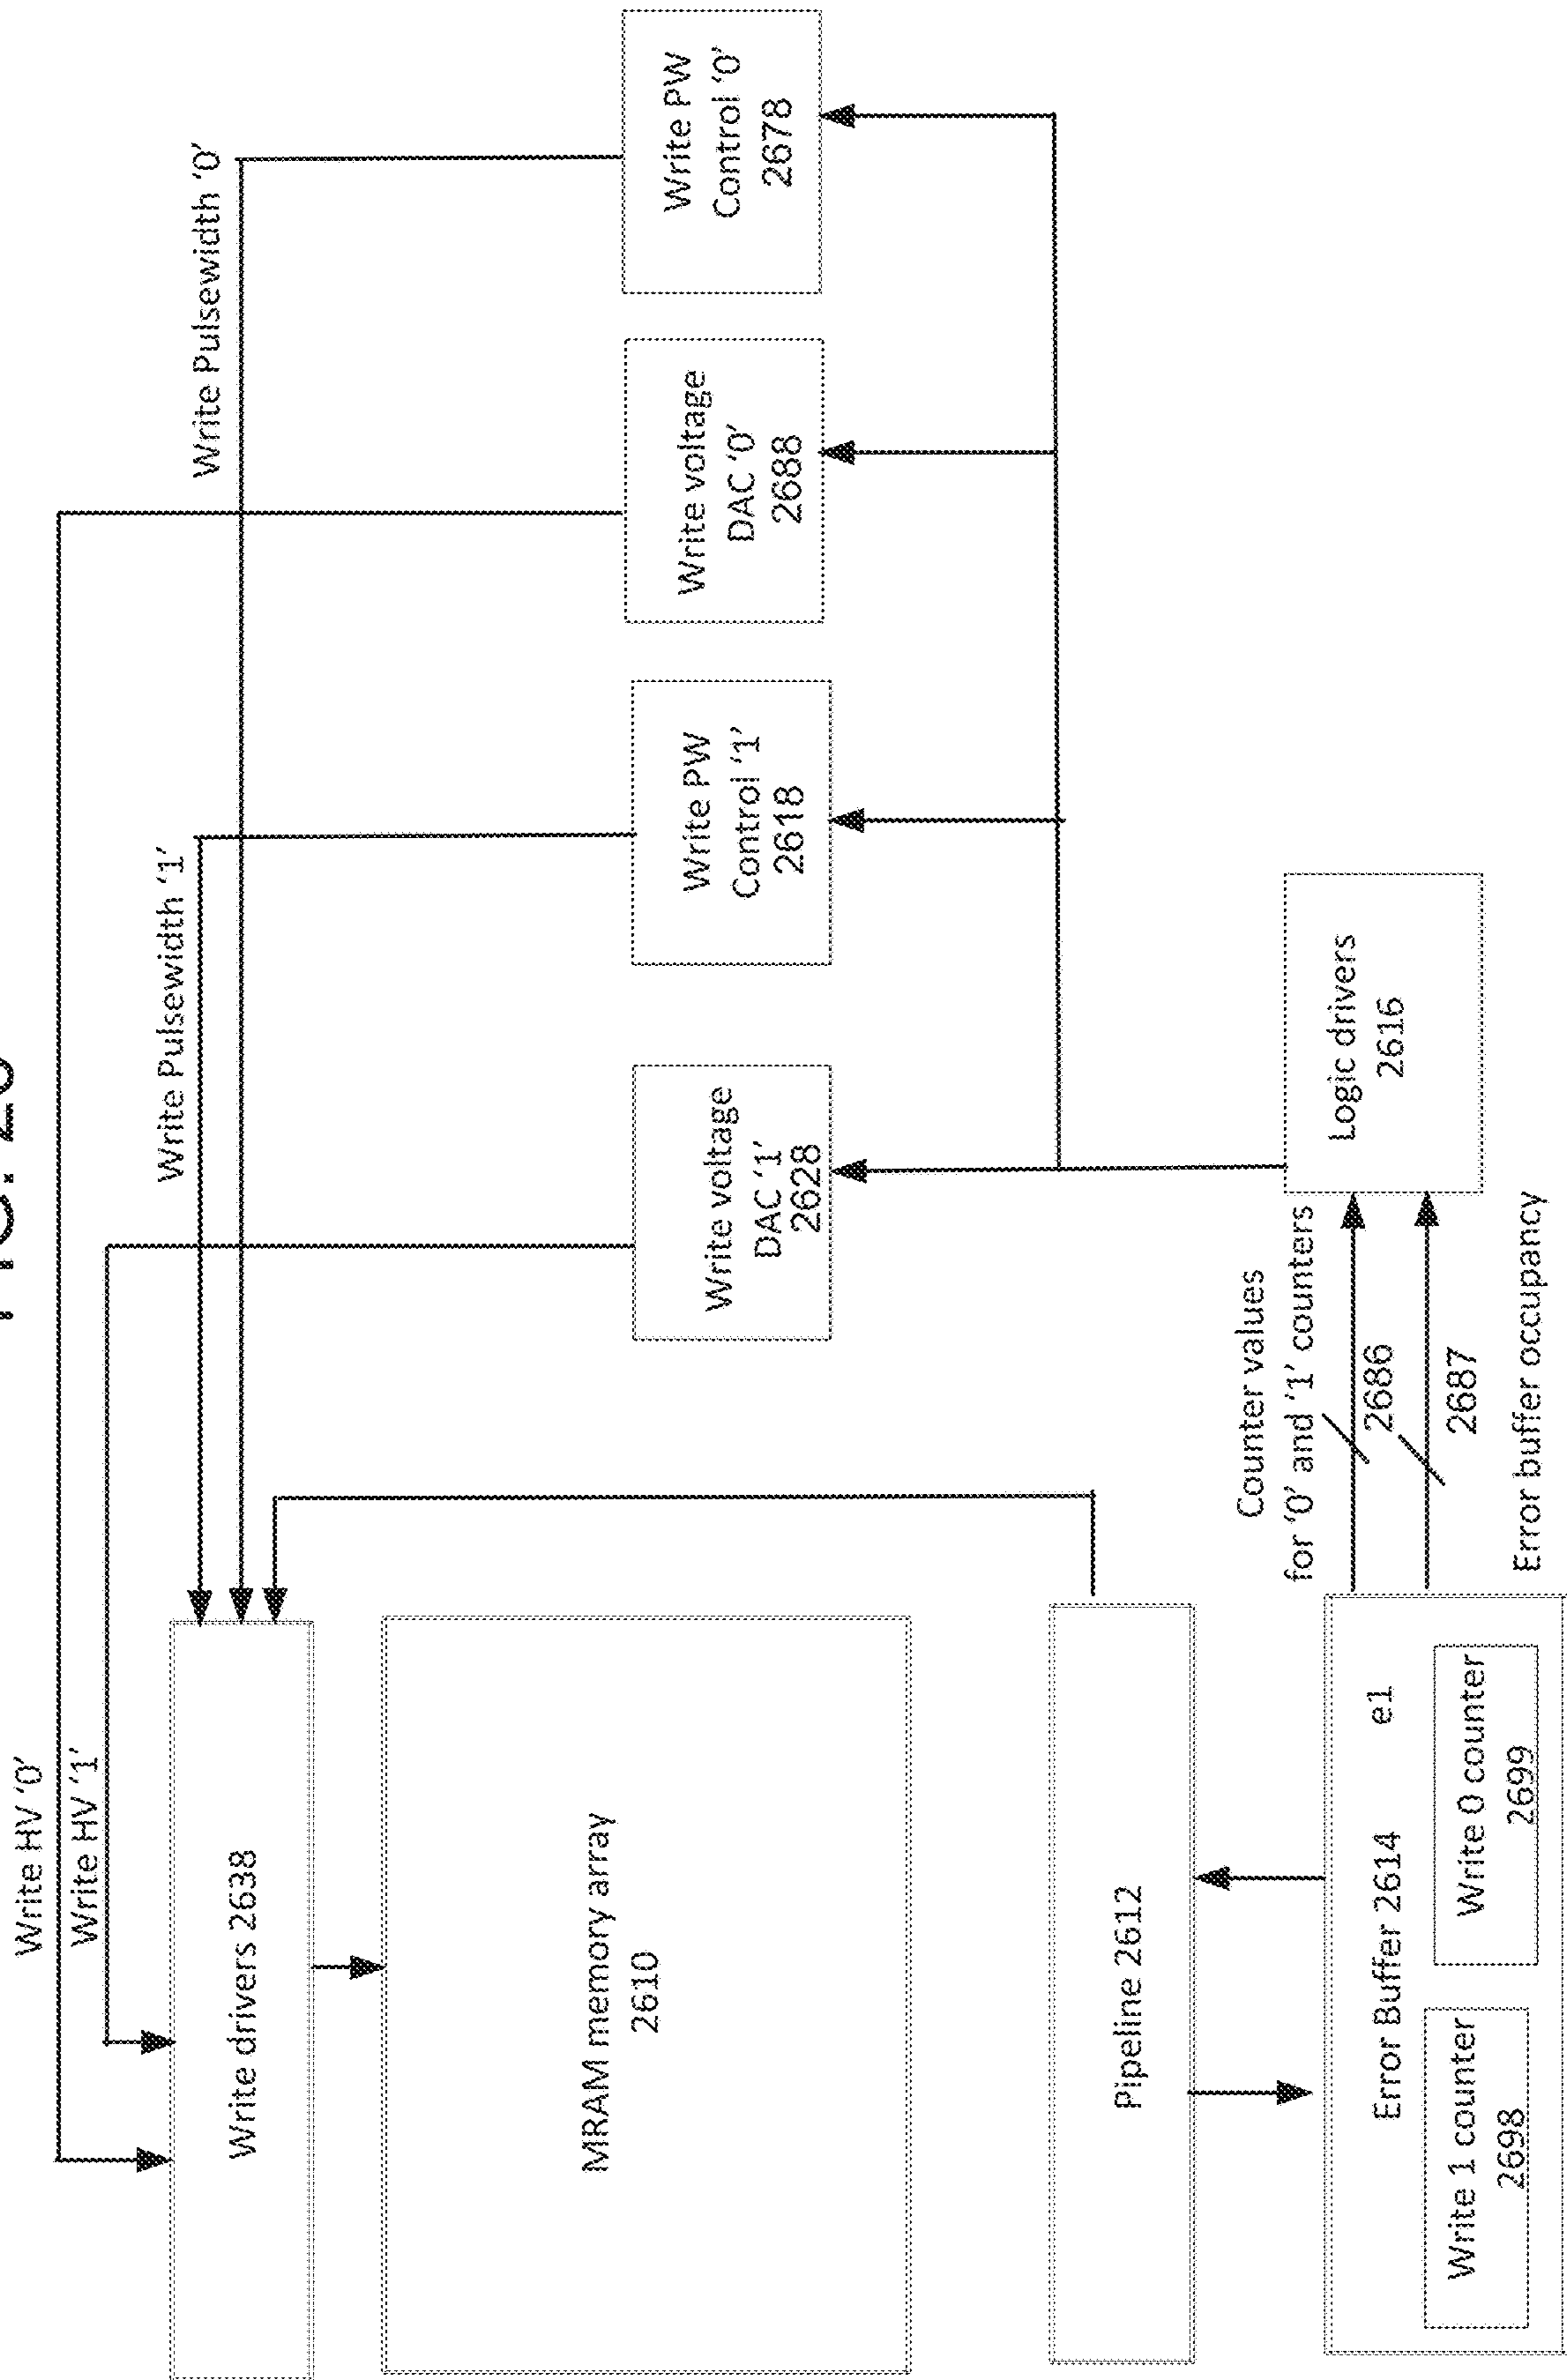 Write HV ‘0’
Write HV ‘1’
Write Pulsewidth ‘1’
Write Pulsewidth ‘0’
Write drivers 2638
MRAM memory array
2610
Write voltage
DAC ‘1’
2628
Write PW
Control ‘1’
2618
Write voltage
DAC ‘0’
2688
Write PW
Control ‘0’
2678
Pipeline 2612
Counter values
for ‘0’ and ‘1’ counters
2686
2687
Error buffer occupancy
Logic drivers
2616
Error Buffer 2614 e1
Write 1 counter
2698
Write 0 counter
2699